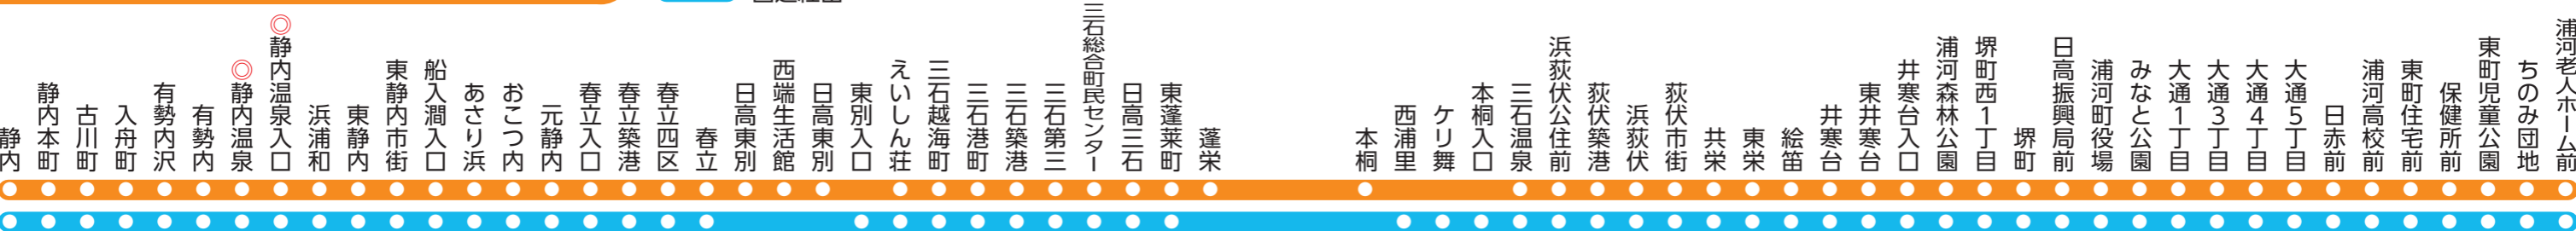 静内
静内本町
古川町
入舟町
有勢内沢
有勢内
◎静内温泉
◎静内温泉入口
浜浦和
東静内
東静内市街
船入澗入口
あさり浜
おこつ内
元静内
春立入口
春立築港
春立四区
春立
日高東別
西端生活館
日高東別
東別入口
えいしん荘
三石越海町
三石港町
三石築港
三石第三
三石総合町民センター
日高三石
東蓬莱町
蓬栄
本桐
西浦里
ケリ舞
本桐入口
三石温泉
浜荻伏公住前
荻伏築港
浜荻伏
荻伏市街
共栄
東栄
絵笛
井寒台
東井寒台
井寒台入口
浦河森林公園
堺町西1丁目
堺町
日高振興局前
浦河町役場
みなと公園
大通1丁目
大通3丁目
大通4丁目
大通5丁目
日赤前
浦河高校前
東町住宅前
保健所前
東町児童公園
ちのみ団地
浦河老人ホーム前